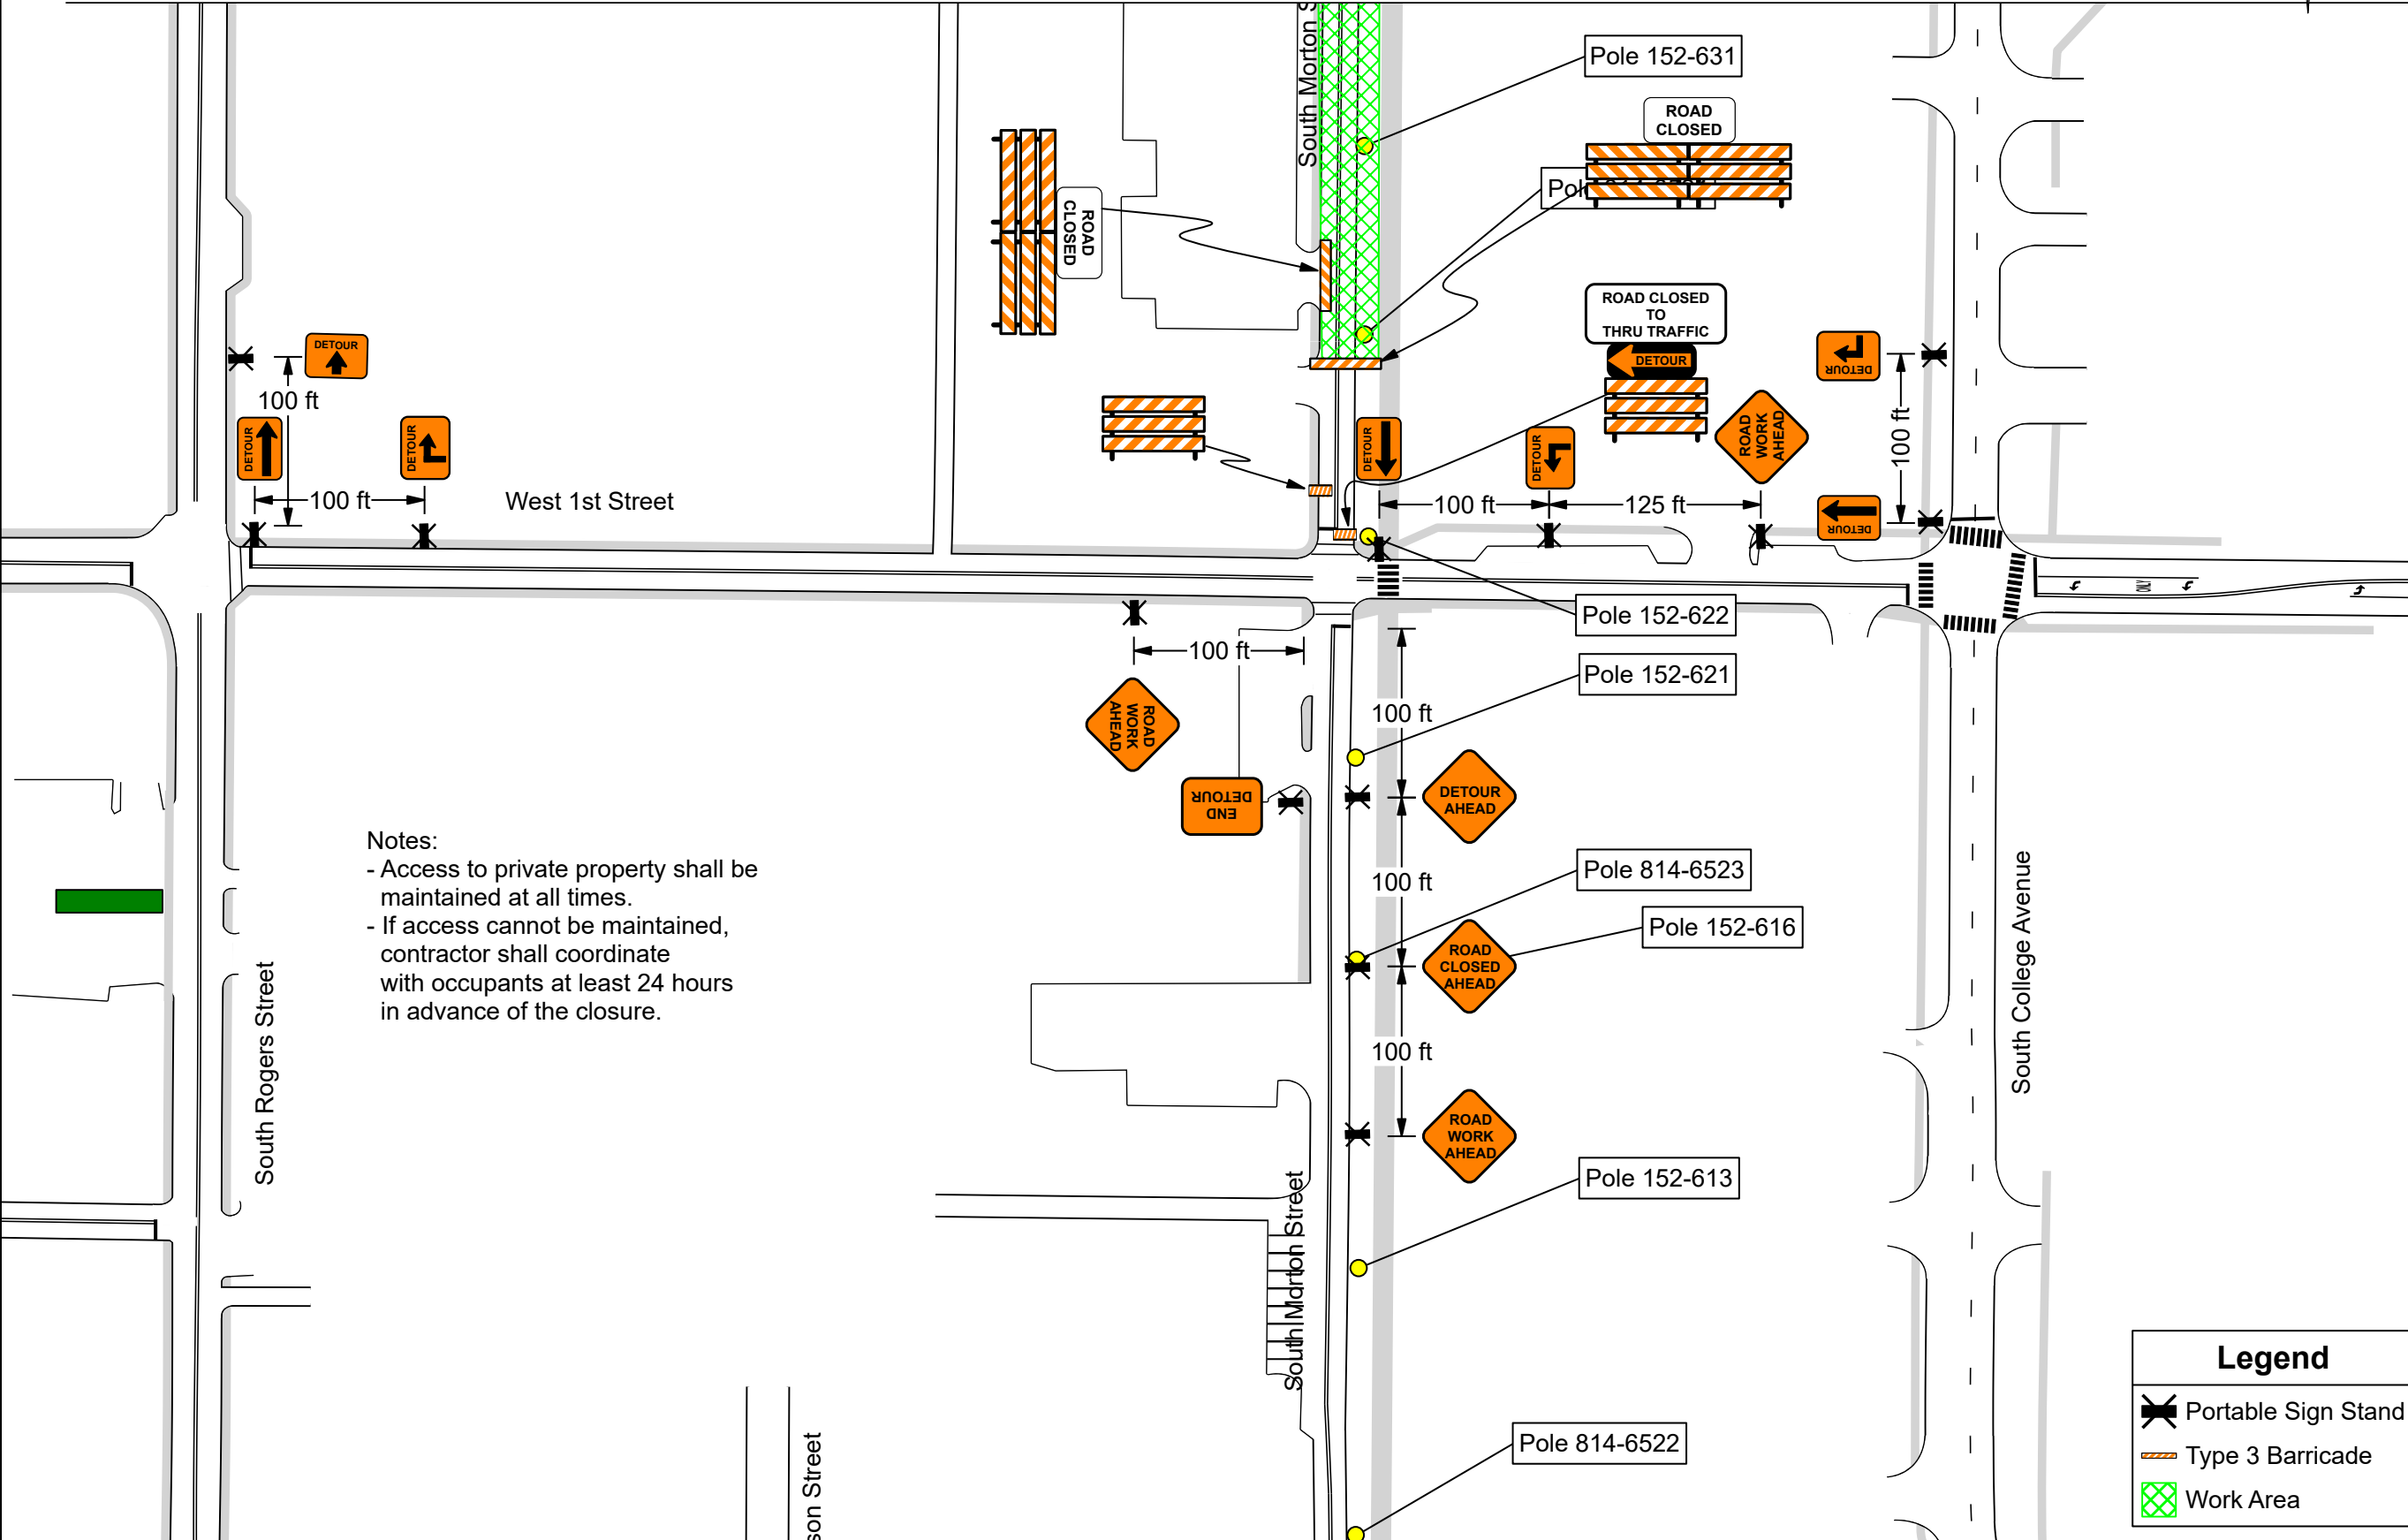 South Morton S
Pole 152-631
ROAD
CLOSED
Pol
ROAD
CLOSED
ROAD CLOSED
TO
THRU TRAFFIC
DETOUR
DETOUR
DETOUR
100 ft
DETOUR
DETOUR
DETOUR
DETOUR
ROAD
WORK
AHEAD
100 ft
DETOUR
100 ft
West 1st Street
100 ft
125 ft
Pole 152-622
ONLY
100 ft
Pole 152-621
ROAD
WORK
AHEAD
100 ft
END
DETOUR
DETOUR
AHEAD
Notes:
- Access to private property shall be
maintained at all times.
- If access cannot be maintained,
contractor shall coordinate
with occupants at least 24 hours
in advance of the closure.
100 ft
Pole 814-6523
Pole 152-616
ROAD
CLOSED
AHEAD
South Rogers Street
South College Avenue
100 ft
ROAD
WORK
AHEAD
Pole 152-613
South Morton Street
Pole 814-6522
son Street
Legend
Portable Sign Stand
Type 3 Barricade
Work Area